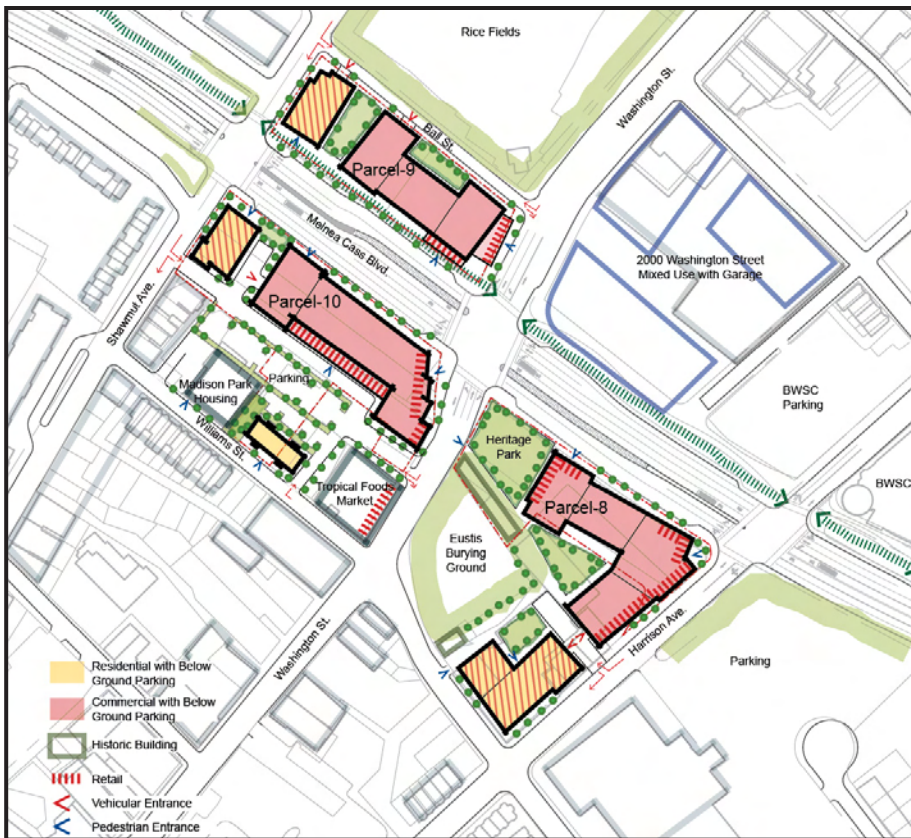 Rice Fields
Washington St.
Ball St.
Parcel-9
Melnea Cass Blvd.
2000 Washington Street
Mixed Use with Garage
Shawmut Ave.
Parcel-10
Parking
Madison Park
Housing
Williams St.
BWSC
Parking
BWSC
Heritage
Park
Tropical Foods
Market
Parcel-8
Eustis
Burying
Ground
Harrison Ave.
Washington St.
Parking
Residential with Below
Ground Parking
Commercial with Below
Ground Parking
Historic Building
Retail
Vehicular Entrance
Pedestrian Entrance